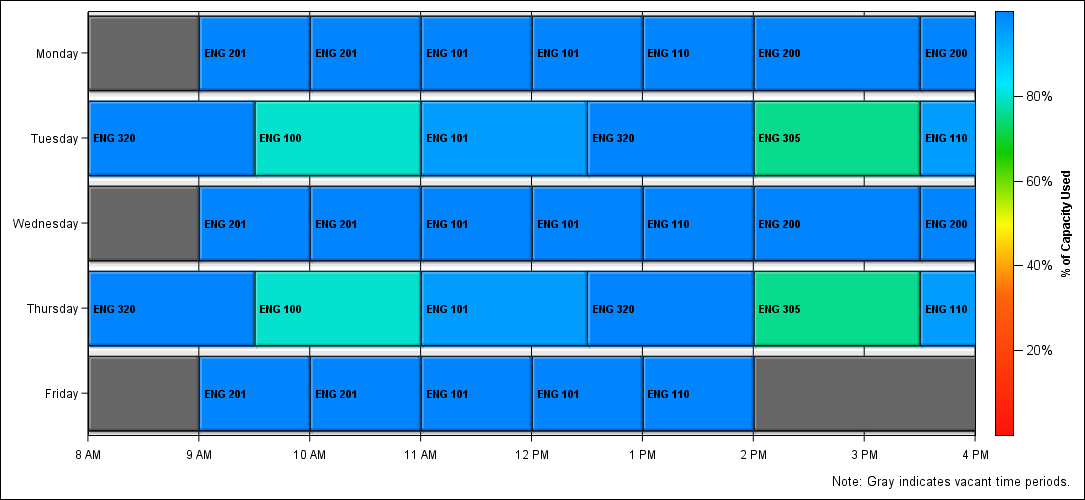 Monday
ENG 201
ENG 201
ENG 101
ENG 101
ENG 110
ENG 200
ENG 200
Tuesday
ENG 320
ENG 100
ENG 101
ENG 320
ENG 305
ENG 110
Wednesday
ENG 201
ENG 201
ENG 101
ENG 101
ENG 110
ENG 200
ENG 200
Thursday
ENG 320
ENG 100
ENG 101
ENG 320
ENG 305
ENG 110
Friday
ENG 201
ENG 201
ENG 101
ENG 101
ENG 110
8 AM
9 AM
10 AM
11 AM
12 PM
1 PM
2 PM
3 PM
4 PM
80%
60%
40%
20%
% of Capacity Used
Note: Gray indicates vacant time periods.